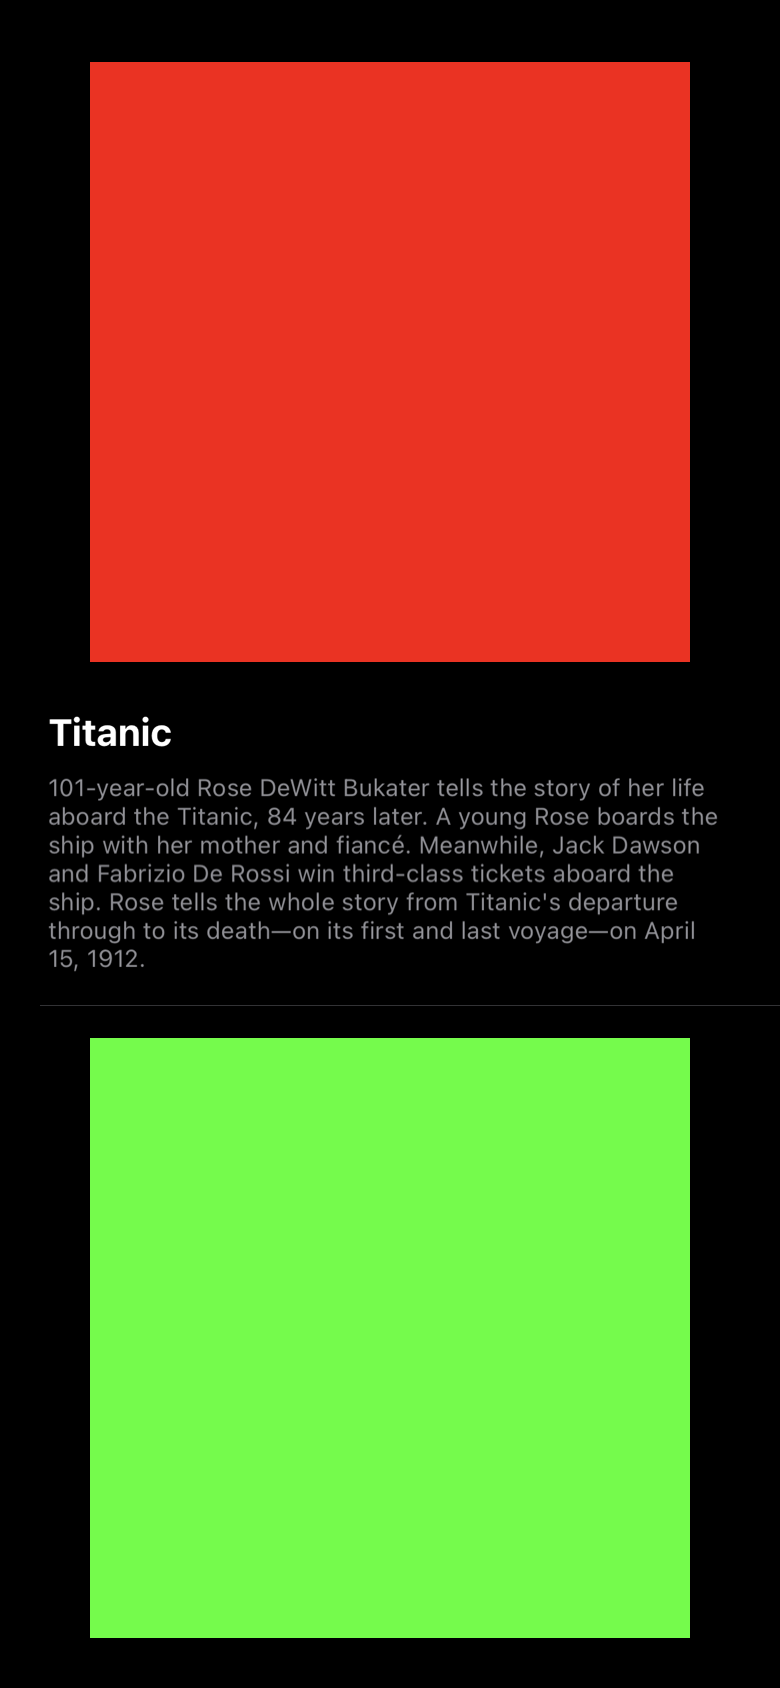 Titanic
101-year-old Rose DeWitt Bukater tells the story of her life
aboard the Titanic, 84 years later. A young Rose boards the
ship with her mother and fiancé. Meanwhile, Jack Dawson
and Fabrizio De Rossi win third-class tickets aboard the
ship. Rose tells the whole story from Titanic's departure
through to its death—on its first and last voyage—on April
15, 1912.